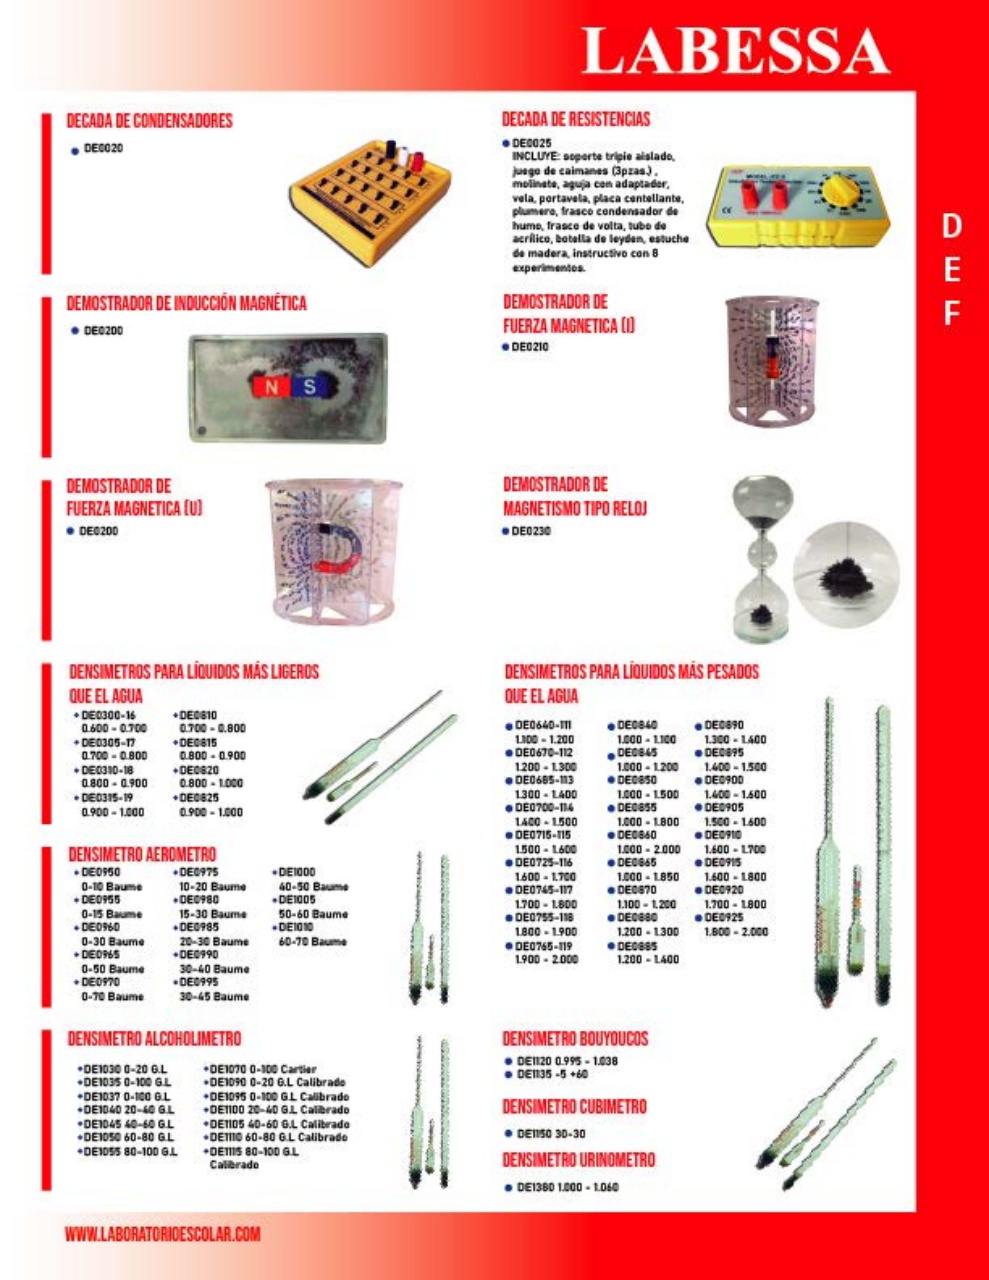 LABESSA
D
E
F
DECADA DE CONDENSADORES
DE0020
DECADA DE RESISTENCIAS
DE0025
INCLUYE: soporte tripie aislado,
juego de caimanes (3pzas.) ,
molinete, aguja con adaptador,
vela, portavela, placa centellante,
plumero, frasco condensador de
humo, frasco de volta, tubo de
acrílico, botella de leyden, estuche
de madera, instructivo con 8
experimentos.
DEMOSTRADOR DE INDUCCIÓN MAGNÉTICA
DE0200
N S
DEMOSTRADOR DE
FUERZA MAGNETICA (I)
DE0210
DEMOSTRADOR DE
FUERZA MAGNETICA (U)
DE0200
DEMOSTRADOR DE
MAGNETISMO TIPO RELOJ
DE0230
DENSIMETROS PARA LÍQUIDOS MÁS LIGEROS
QUE EL AGUA
DE0300-16
0.600 - 0.700
DE0305-17
0.700 - 0.800
DE0310-18
0.800 - 0.900
DE0315-19
0.900 - 1.000
DE0810
0.700 - 0.800
DE0815
0.800 - 0.900
DE0820
0.800 - 1.000
DE0825
0.900 - 1.000
DENSIMETROS PARA LÍQUIDOS MÁS PESADOS
QUE EL AGUA
DE0640-111
1.100 - 1.200
DE0670-112
1.200 - 1.300
DE0685-113
1.300 - 1.400
DE0700-114
1.400 - 1.500
DE0715-115
1.500 - 1.600
DE0725-116
1.600 - 1.700
DE0745-117
1.700 - 1.800
DE0755-118
1.800 - 1.900
DE0765-119
1.900 - 2.000
DE0840
1.000 - 1.100
DE0845
1.000 - 1.200
DE0850
1.000 - 1.500
DE0855
1.000 - 1.800
DE0860
1.000 - 2.000
DE0865
1.000 - 1.850
DE0870
1.100 - 1.200
DE0880
1.200 - 1.300
DE0885
1.200 - 1.400
DE0890
1.300 - 1.400
DE0895
1.400 - 1.500
DE0900
1.400 - 1.600
DE0905
1.500 - 1.600
DE0910
1.600 - 1.700
DE0915
1.600 - 1.800
DE0920
1.700 - 1.800
DE0925
1.800 - 2.000
DENSIMETRO AEROMETRO
DE0950
0-10 Baume
DE0955
0-15 Baume
DE0960
0-30 Baume
DE0965
0-50 Baume
DE0970
0-70 Baume
DE0975
10-20 Baume
DE0980
15-30 Baume
DE0985
20-30 Baume
DE0990
30-40 Baume
DE0995
30-45 Baume
DE1000
40-50 Baume
DE1005
50-60 Baume
DE1010
60-70 Baume
DENSIMETRO ALCOHOLIMETRO
DE1030 0-20 G.L
DE1035 0-100 G.L
DE1037 0-100 G.L
DE1040 20-40 G.L
DE1045 40-60 G.L
DE1050 60-80 G.L
DE1055 80-100 G.L
DE1070 0-100 Cartier
DE1090 0-20 G.L Calibrado
DE1095 0-100 G.L Calibrado
DE1100 20-40 G.L Calibrado
DE1105 40-60 G.L Calibrado
DE1110 60-80 G.L Calibrado
DE1115 80-100 G.L
Calibrado
DENSIMETRO BOUYOUCOS
DE1120 0.995 - 1.038
DE1135 -5 +60
DENSIMETRO CUBIMETRO
DE1150 30-30
DENSIMETRO URINOMETRO
DE1380 1.000 - 1.060
WWW.LABORATORIOESCOLAR.COM